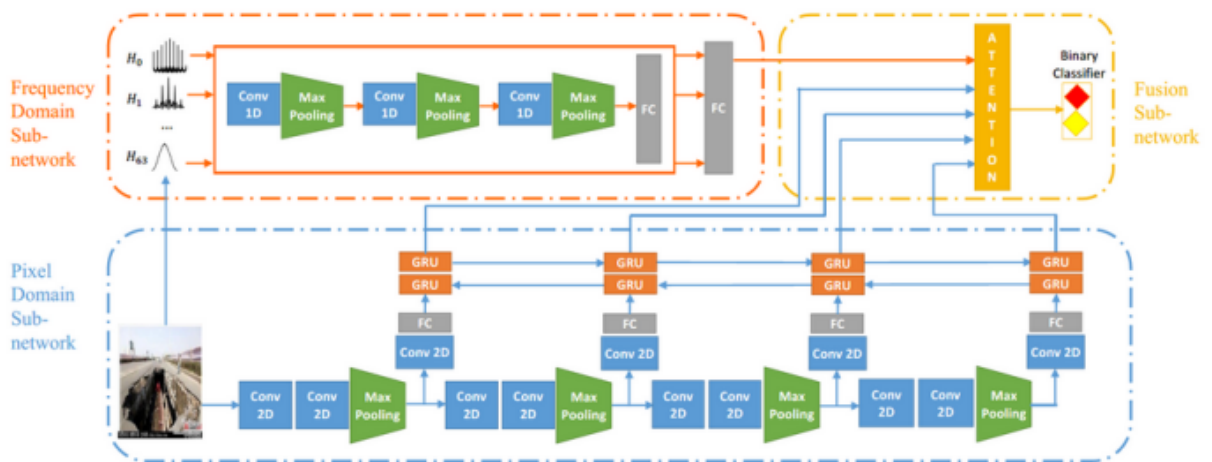 Frequency
Domain
Sub-
network
H0
H1
...
H63
Conv
1D
Max
Pooling
Conv
1D
Max
Pooling
Conv
1D
Max
Pooling
FC
FC
ATTENTION
Binary
Classifier
Fusion
Sub-
network
Pixel
Domain
Sub-
network
GRU
GRU
GRU
GRU
GRU
GRU
GRU
GRU
FC
FC
FC
FC
Conv 2D
Conv 2D
Conv 2D
Conv 2D
Conv
2D
Conv
2D
Max
Pooling
Conv
2D
Conv
2D
Max
Pooling
Conv
2D
Conv
2D
Max
Pooling
Conv
2D
Conv
2D
Max
Pooling